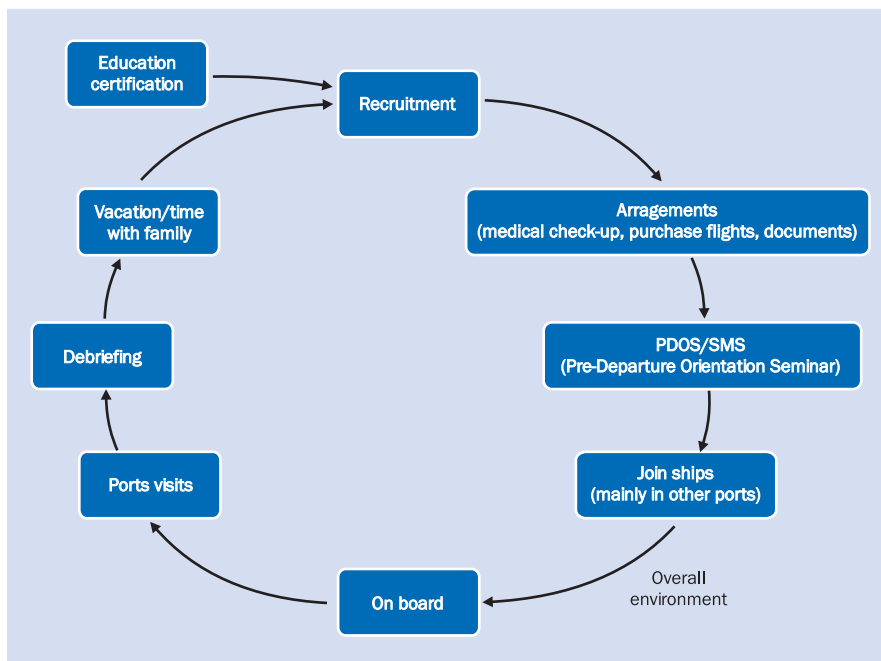 Education
certification
Recruitment
Arragements
(medical check-up, purchase flights, documents)
PDOS/SMS
(Pre-Departure Orientation Seminar)
Join ships
(mainly in other ports)
Overall
environment
On board
Ports visits
Debriefing
Vacation/time
with family